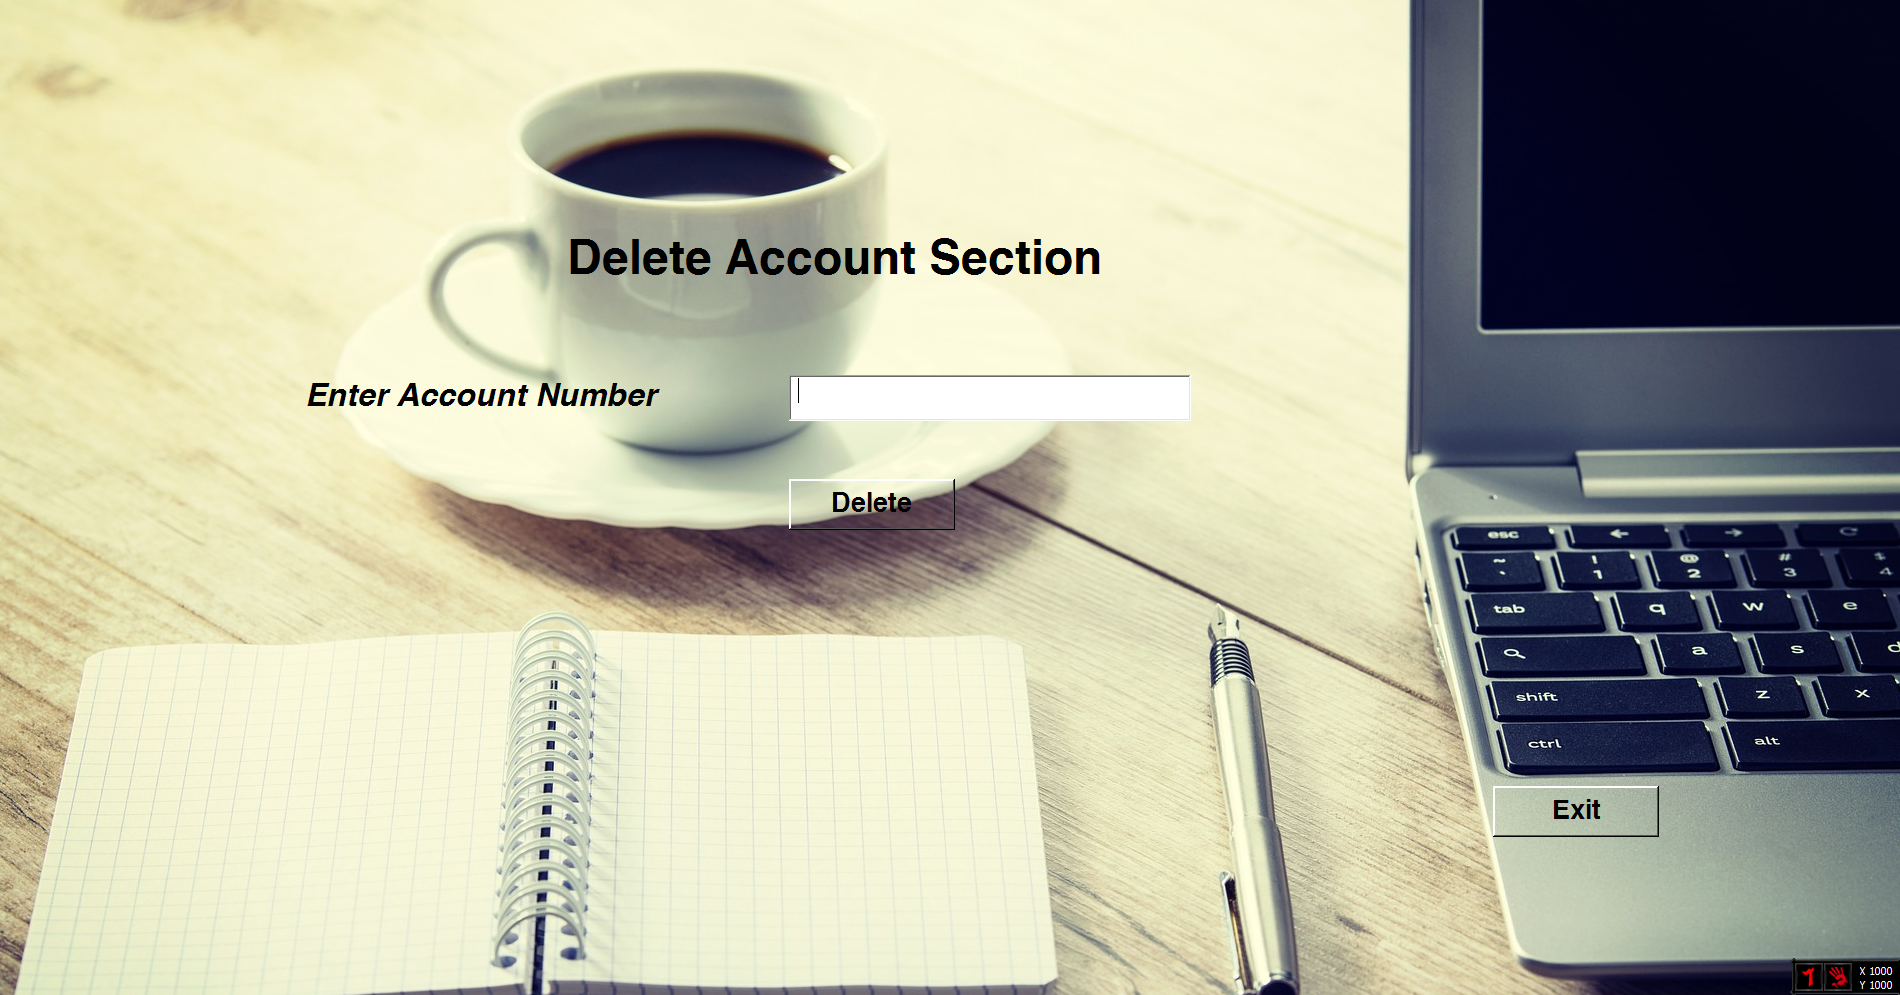 Delete Account Section
Enter Account Number
Delete
esc
~ ! @ # $
` 1 2 3 4
tab q w e
a s d
shift z x
ctrl alt
Exit
X 1000
Y 1000